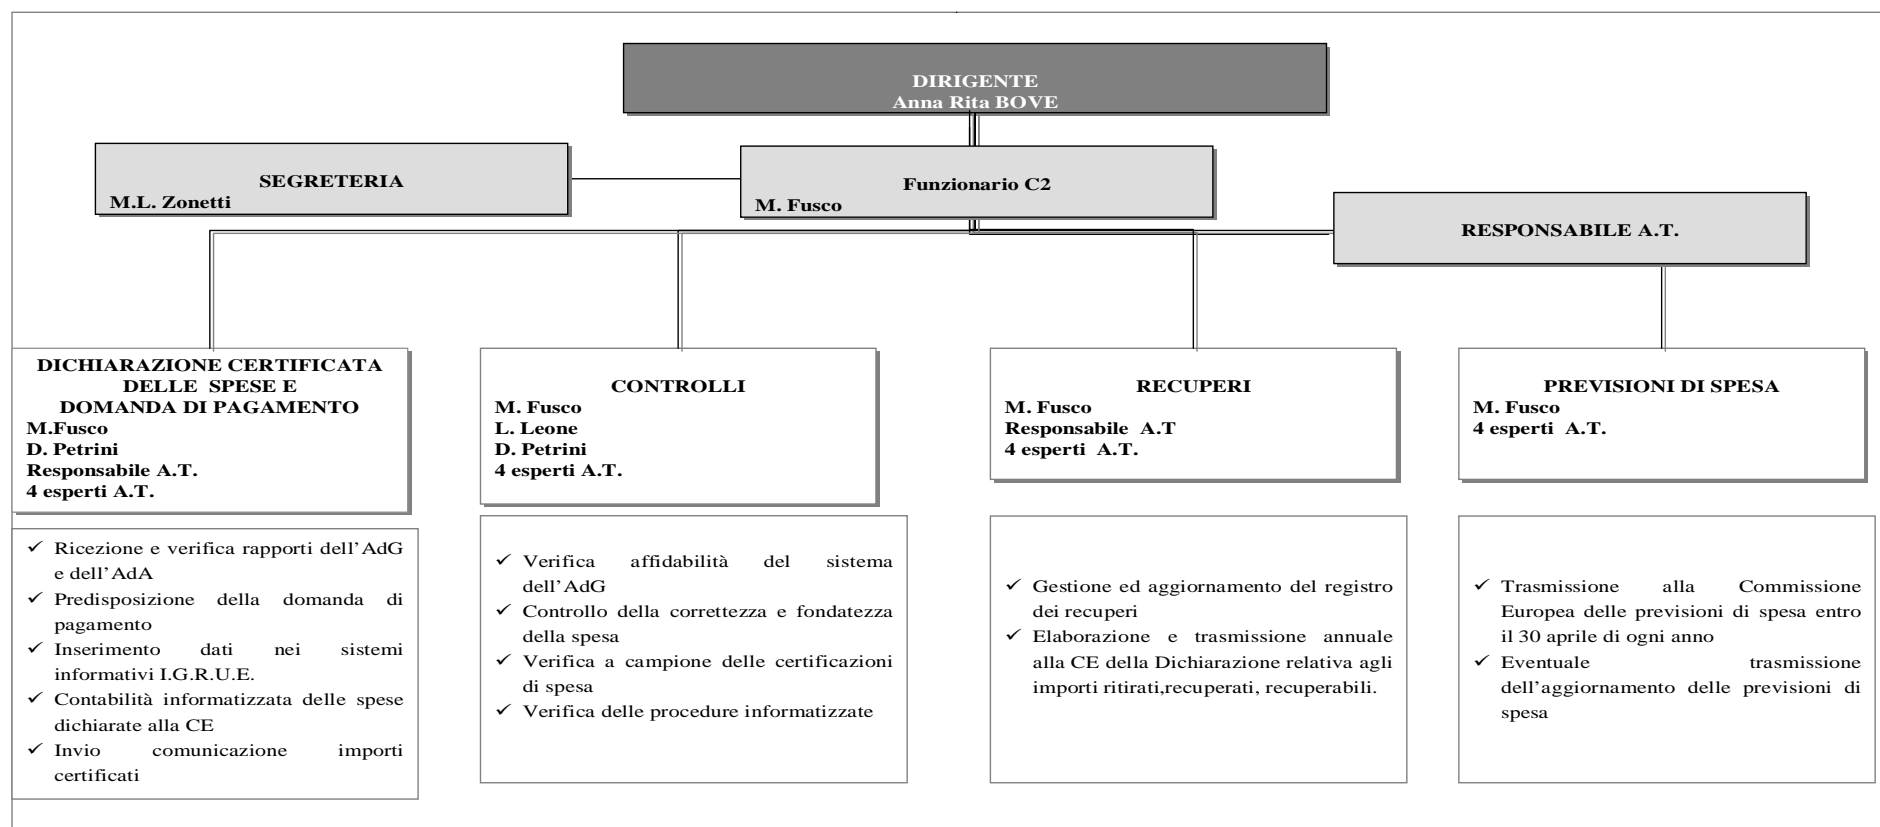 DIRIGENTE
Anna Rita BOVE
SEGRETERIA
M.L. Zonetti
Funzionario C2
M. Fusco
RESPONSABILE A.T.
DICHIARAZIONE CERTIFICATA
DELLE SPESE E
DOMANDA DI PAGAMENTO
M.Fusco
D. Petrini
Responsabile A.T.
4 esperti A.T.
CONTROLLI
M. Fusco
L. Leone
D. Petrini
4 esperti A.T.
RECUPERI
M. Fusco
Responsabile A.T
4 esperti A.T.
PREVISIONI DI SPESA
M. Fusco
4 esperti A.T.
✓ Ricezione e verifica rapporti dell'AdG
e dell'AdA
✓ Predisposizione della domanda di
pagamento
✓ Inserimento dati nei sistemi
informativi I.G.R.U.E.
✓ Contabilità informatizzata delle spese
dichiarate alla CE
✓ Invio comunicazione importi
certificati
✓ Verifica affidabilità del sistema
dell'AdG
✓ Controllo della correttezza e fondatezza
della spesa
✓ Verifica a campione delle certificazioni
di spesa
✓ Verifica delle procedure informatizzate
✓ Gestione ed aggiornamento del registro
dei recuperi
✓ Elaborazione e trasmissione annuale
alla CE della Dichiarazione relativa agli
importi ritirati,recuperati, recuperabili.
✓ Trasmissione alla Commissione
Europea delle previsioni di spesa entro
il 30 aprile di ogni anno
✓ Eventuale trasmissione
dell'aggiornamento delle previsioni di
spesa